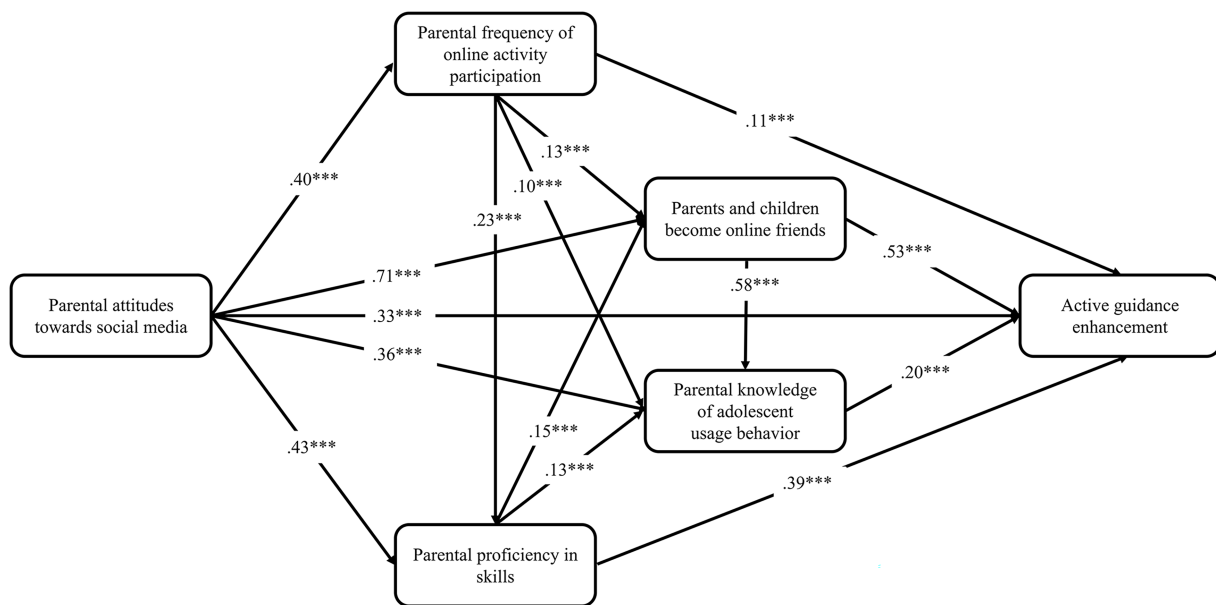 Parental frequency of
online activity
participation
.11***
.13***
.40***
.10***
.23***
Parents and children
become online friends
.53***
.71***
.58***
Parental attitudes
towards social media
.33***
Active guidance
enhancement
.36***
.20***
Parental knowledge
of adolescent
usage behavior
.15***
.43***
.13***
.39***
Parental proficiency in
skills